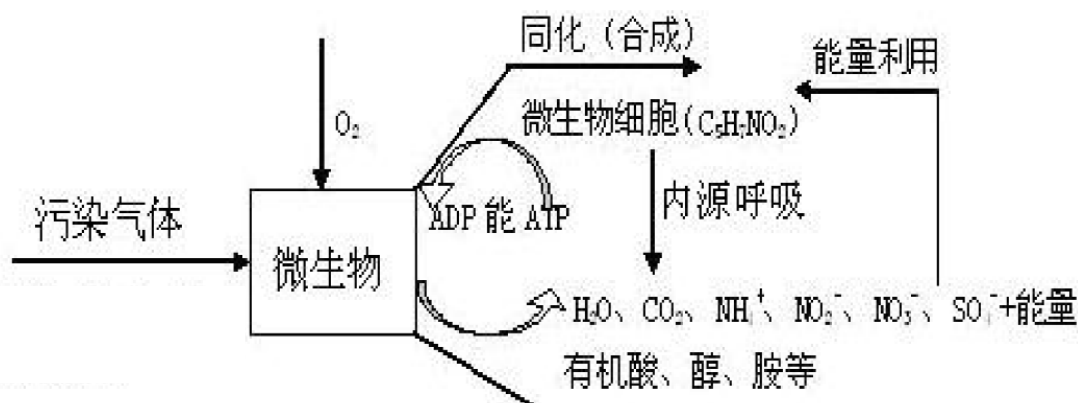 同化（合成）
能量利用
O₂
微生物细胞(C₅H₇NO₂)
污染气体
ADP 能 ATP
内源呼吸
微生物
H₂O、CO₂、NH₄⁺、NO₂⁻、NO₃⁻、SO₄⁻+能量
有机酸、醇、胺等